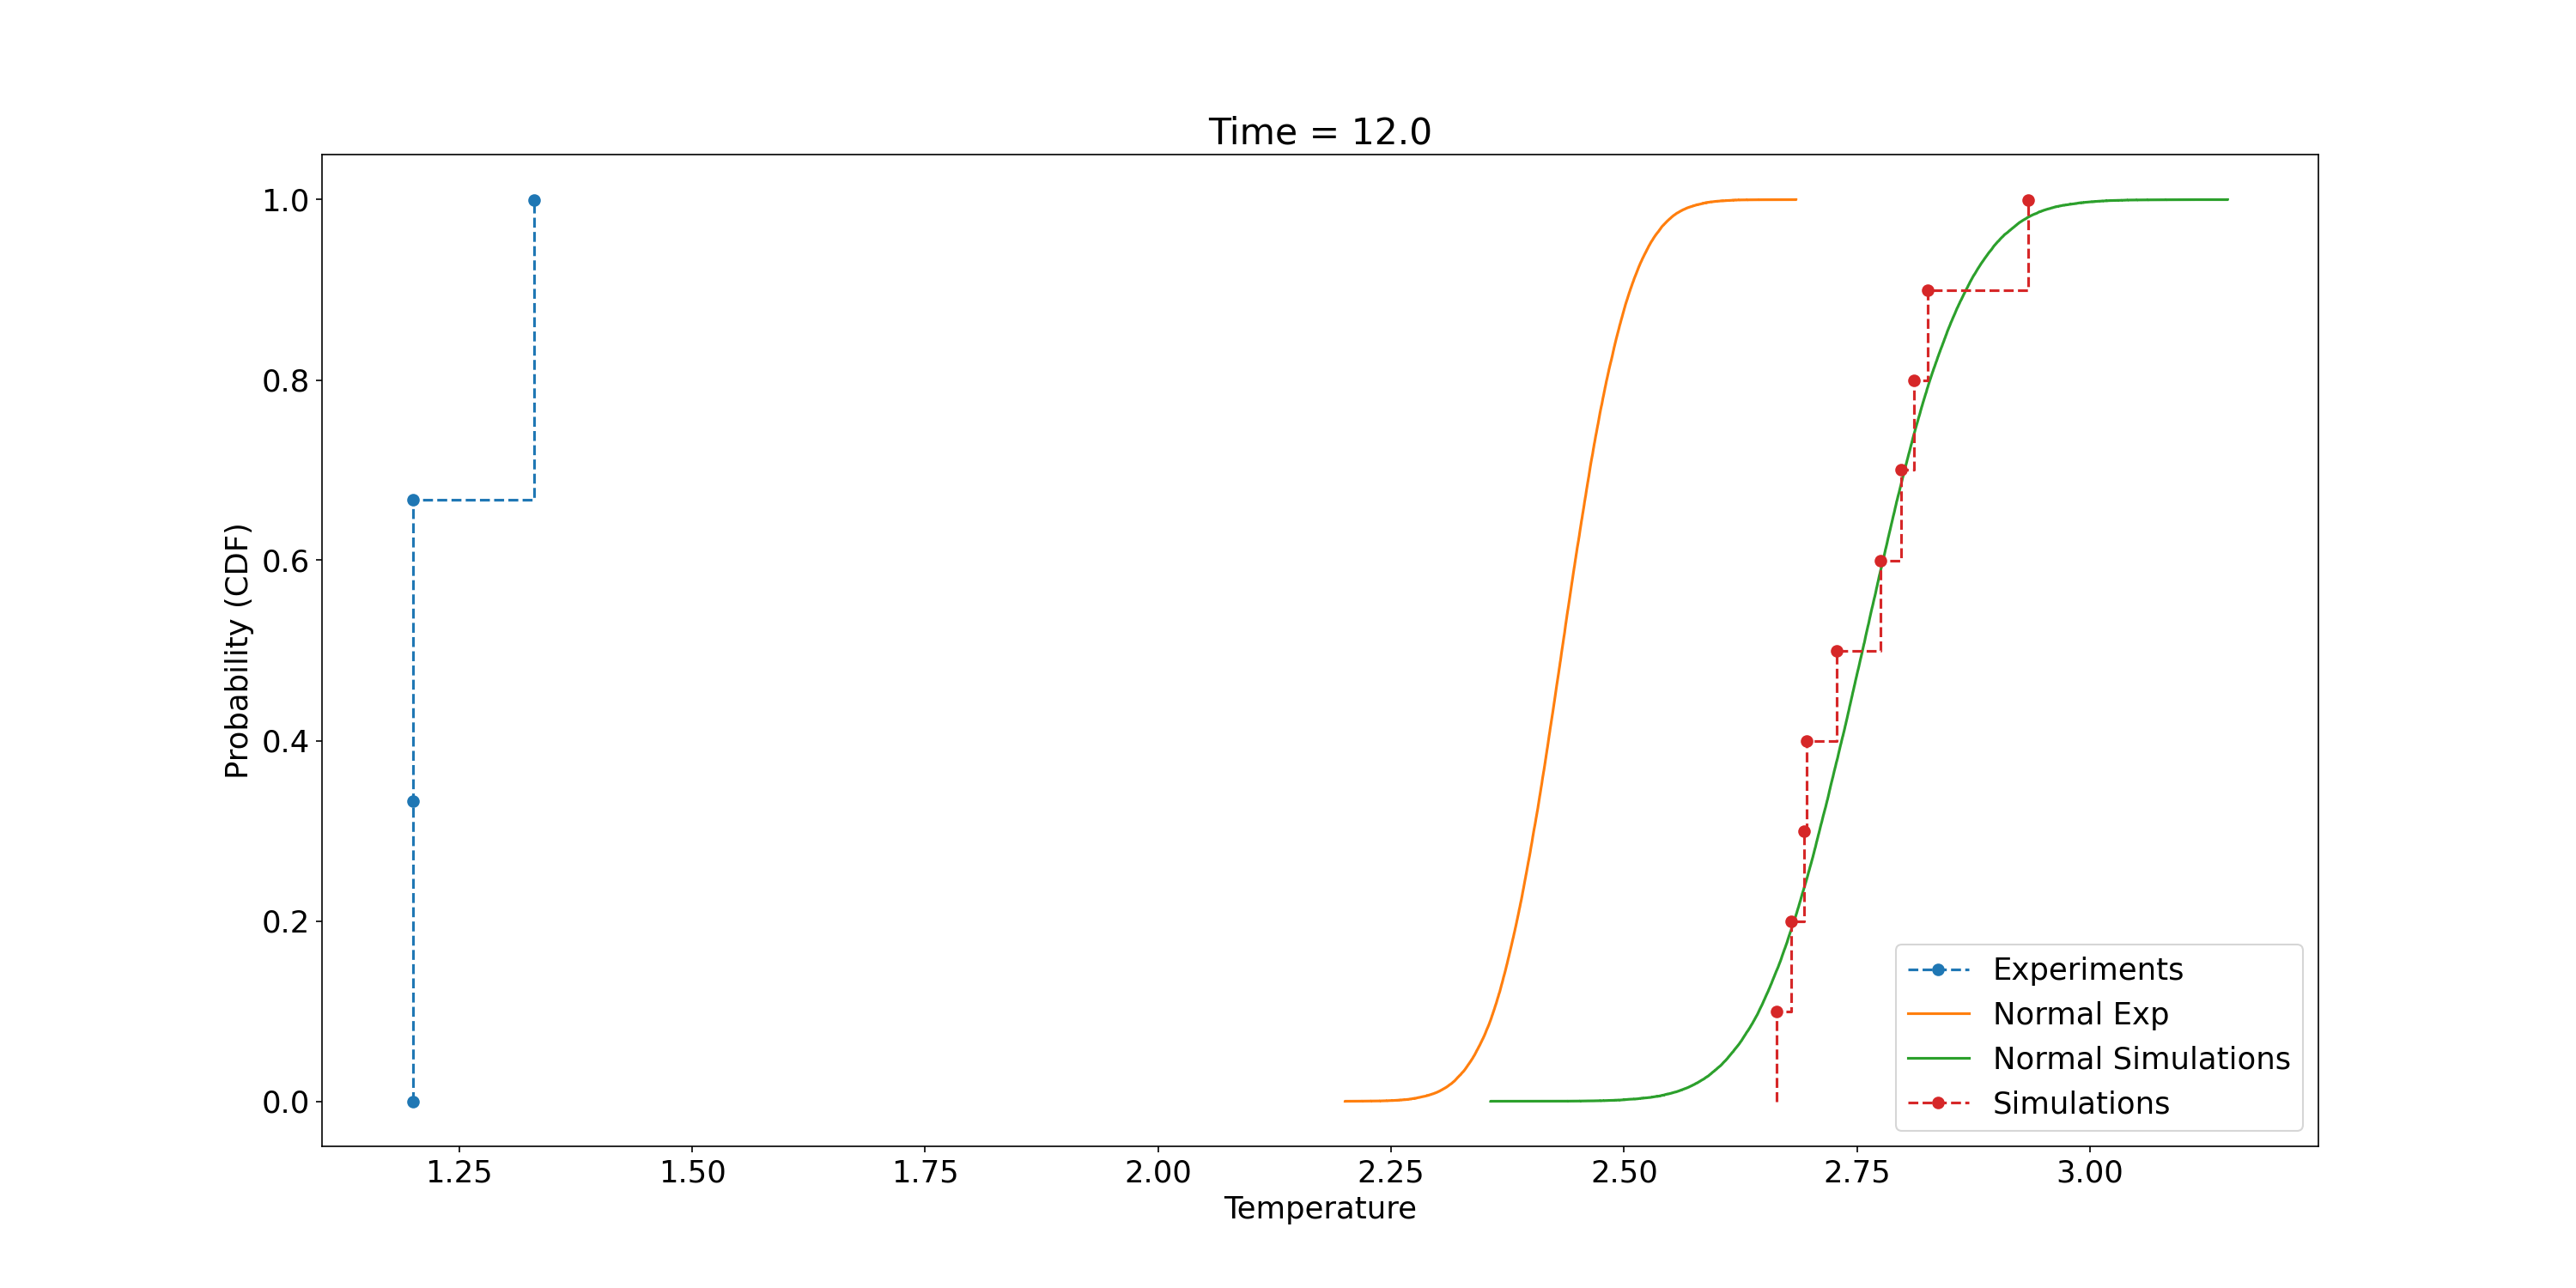 Time = 12.0
Probability (CDF)
1.0
0.8
0.6
0.4
0.2
0.0
Experiments
Normal Exp
Normal Simulations
Simulations
1.25 1.50 1.75 2.00 2.25 2.50 2.75 3.00
Temperature